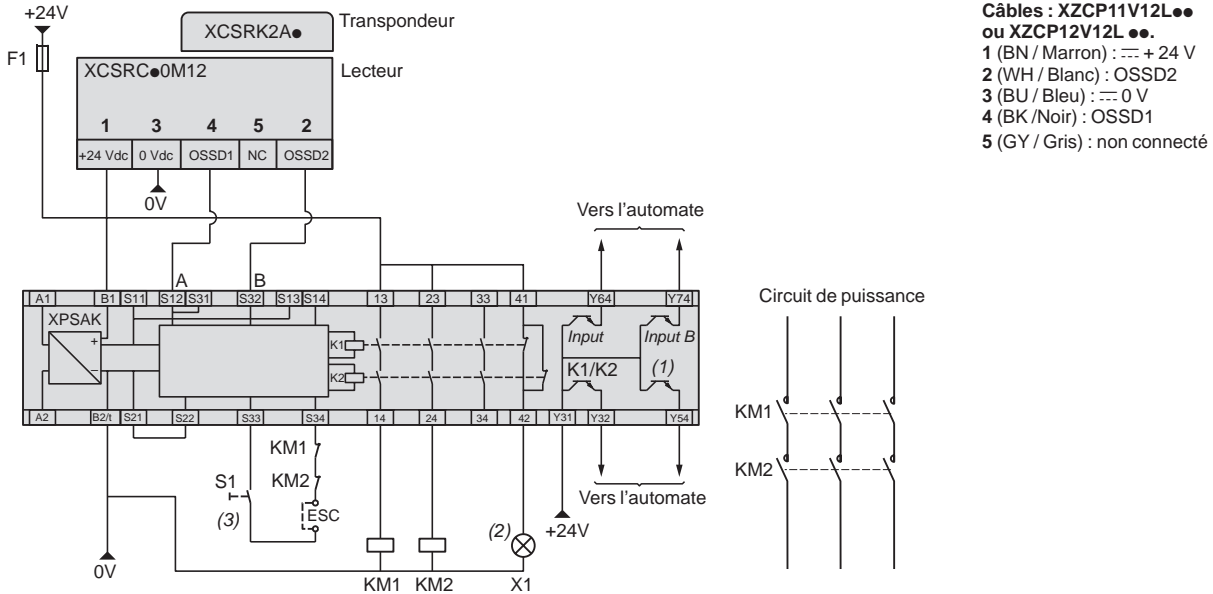 +24V
F1
XCSRK2A●
Transpondeur
XCSRC●0M12
Lecteur
1 3 4 5 2
+24 Vdc 0 Vdc OSSD1 NC OSSD2
0V
Câbles : XZCP11V12L●●
ou XZCP12V12L ●●.
1 (BN / Marron) : ⎓ + 24 V
2 (WH / Blanc) : OSSD2
3 (BU / Bleu) : ⎓ 0 V
4 (BK /Noir) : OSSD1
5 (GY / Gris) : non connecté
Vers l'automate
A B
A1 B1 S11 S12 S31 S32 S13 S14 13 23 33 41 Y64 Y74
XPSAK
+
–
K1
K2
Input
Input B
K1/K2
(1)
A2 B2/t S21 S22 S33 S34 14 24 34 42 Y31 Y32 Y54
KM1
KM2
S1
(3)
ESC
(2)
+24V
Vers l'automate
0V
KM1 KM2 X1
Circuit de puissance
KM1
KM2